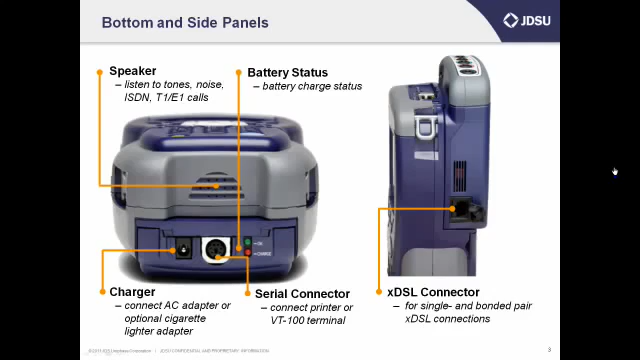 Bottom and Side Panels
JDSU
Speaker
– listen to tones, noise,
ISDN, T1/E1 calls
Battery Status
– battery charge status
Charger
– connect AC adapter or
optional cigarette
lighter adapter
Serial Connector
– connect printer or
VT-100 terminal
xDSL Connector
– for single- and bonded pair
xDSL connections
JDSU CONFIDENTIAL AND PROPRIETARY INFORMATION
3